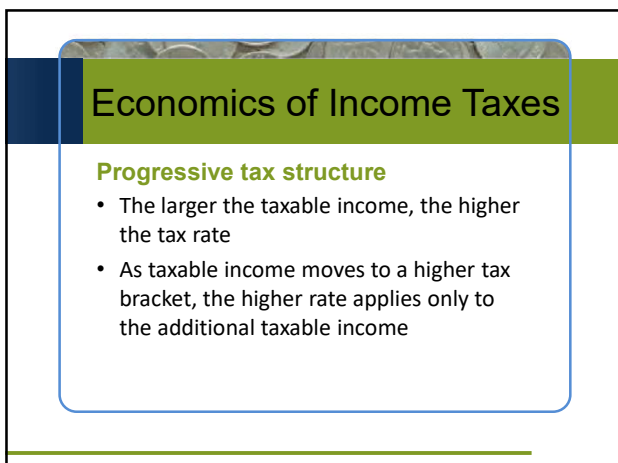 Economics of Income Taxes
Progressive tax structure
• The larger the taxable income, the higher
the tax rate
• As taxable income moves to a higher tax
bracket, the higher rate applies only to
the additional taxable income